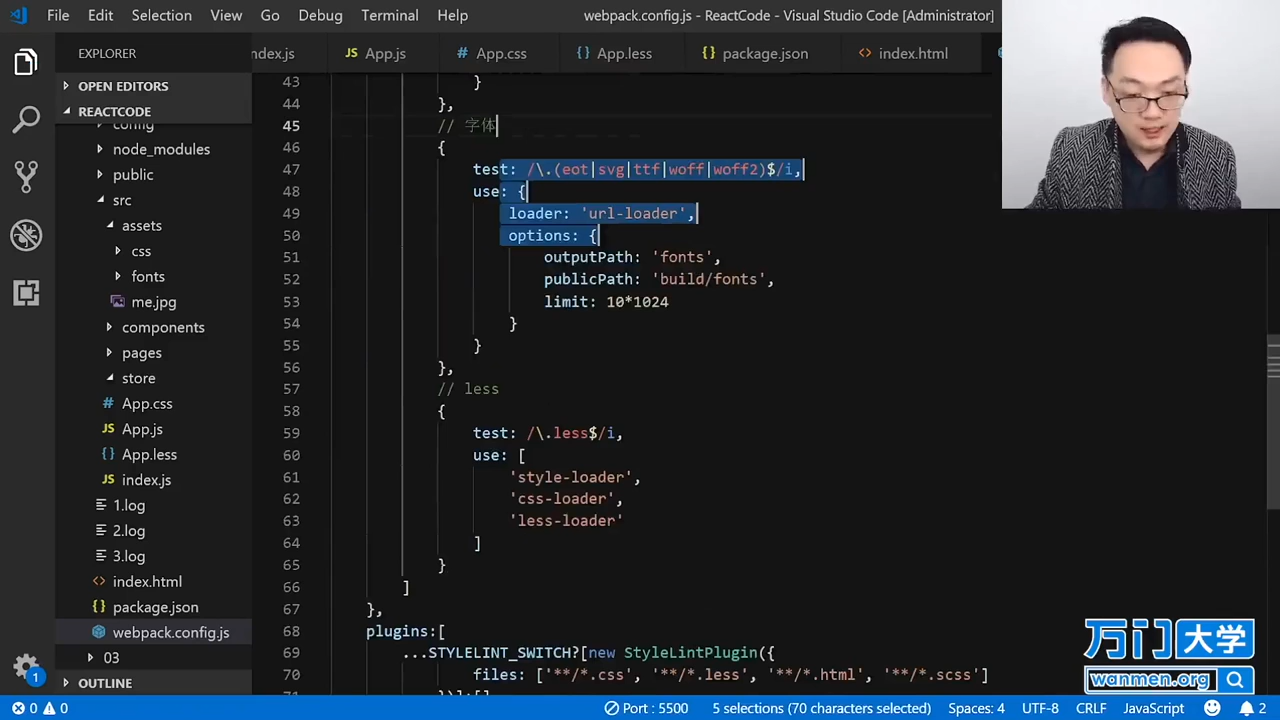 File Edit Selection View Go Debug Terminal Help webpack.config.js - ReactCode - Visual Studio Code [Administrator]
EXPLORER
ndex.js JS App.js # App.css {} App.less {} package.json <> index.html
OPEN EDITORS
REACTCODE
config
node_modules
public
src
assets
css
fonts
me.jpg
components
pages
store
# App.css
JS App.js
{} App.less
JS index.js
1.log
2.log
3.log
<> index.html
{} package.json
webpack.config.js
03
OUTLINE
43 }
44 },
45 // 字体
46 {
47 test: /\.(eot|svg|ttf|woff|woff2)$/i,
48 use: {
49 loader: 'url-loader',
50 options: {
51 outputPath: 'fonts',
52 publicPath: 'build/fonts',
53 limit: 10*1024
54 }
55 }
56 },
57 // less
58 {
59 test: /\.less$/i,
60 use: [
61 'style-loader',
62 'css-loader',
63 'less-loader'
64 ]
65 }
66 ]
67 },
68 plugins:[
69 ...STYLELINT_SWITCH?[new StyleLintPlugin({
70 files: ['**/*.css', '**/*.less', '**/*.html', '**/*.scss']
71 })]:[]
万门大学
wanmen.org
1
0 0 Port : 5500 5 selections (70 characters selected) Spaces: 4 UTF-8 CRLF JavaScript 2